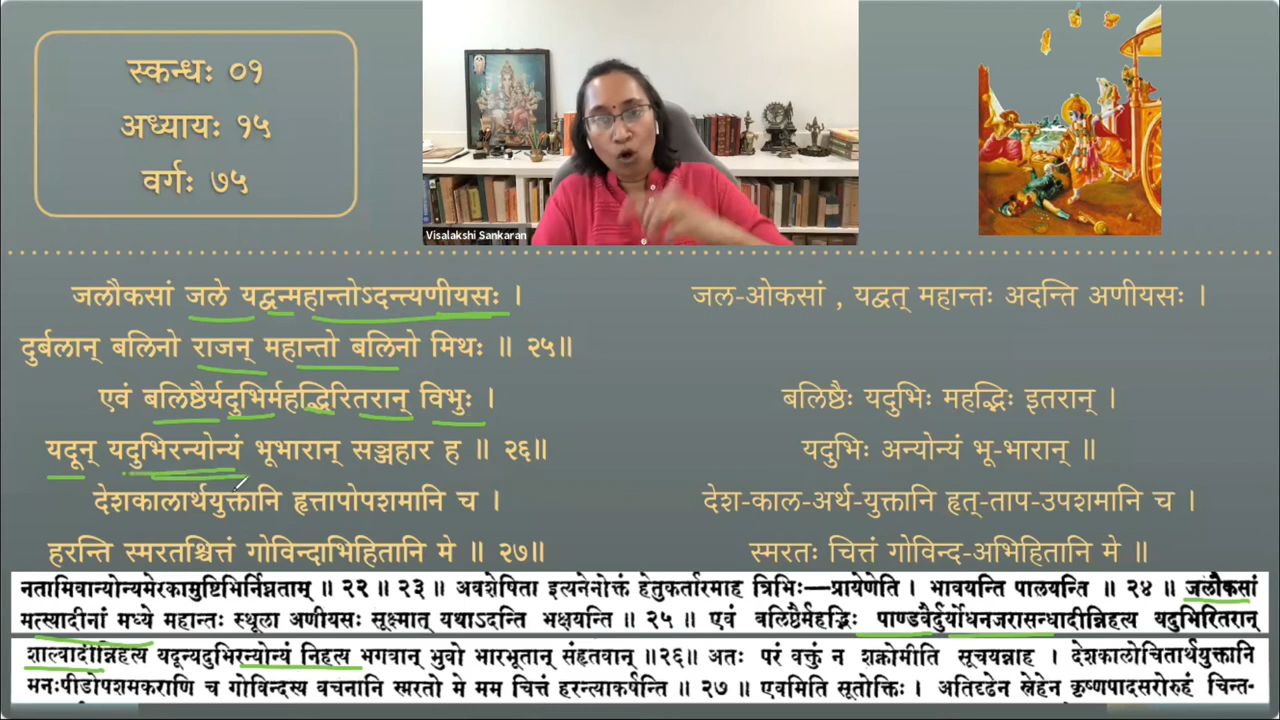 स्कन्धः ०१
अध्यायः १५
वर्गः ७५
Visalakshi Sankaran
जलौकसां जले यद्वन्महान्तोऽदन्त्यणीयसः ।
जल-ओकसां , यद्वत् महान्तः अदन्ति अणीयसः ।
दुर्बलान् बलिनो राजन् महान्तो बलिनो मिथः ॥ २५॥
एवं बलिष्ठैर्यदुभिर्महद्भिरितरान् विभुः ।
बलिष्ठैः यदुभिः महद्भिः इतरान् ।
यदून् यदुभिरन्योन्यं भूभारान् सञ्जहार ह ॥ २६॥
यदुभिः अन्योन्यं भू-भारान् ॥
देशकालार्थयुक्तानि हृत्तापोपशमानि च ।
देश-काल-अर्थ-युक्तानि हृत्-ताप-उपशमानि च ।
हरन्ति स्मरतश्चित्तं गोविन्दाभिहितानि मे ॥ २७॥
स्मरतः चित्तं गोविन्द-अभिहितानि मे ॥
नतामिवान्योन्यमेरकामुष्टिभिर्निघ्नताम् ॥ २२ ॥ २३ ॥ अवशेषिता इत्यनेनोक्तं हेतुकर्तारमाह त्रिभिः—प्रायेणेति । भावयन्ति पालयन्ति ॥ २४ ॥ जलौकसां
मत्स्यादीनां मध्ये महान्तः स्थूला अणीयसः सूक्ष्मात् यथाऽदन्ति भक्षयन्ति ॥ २५ ॥ एवं बलिष्ठैर्महद्भिः पाण्डवैर्दुर्योधनजरासन्धादीन्निहत्य यदुभिरितरान्
शाल्वादीन्निहत्य यदून्यदुभिरन्योन्यं निहत्य भगवान् भुवो भारभूतान् संहृतवान् ॥२६॥ अतः परं वक्तुं न शक्नोमीति सूचयन्नाह । देशकालोचितार्थयुक्तानि
मनःपीडोपशमकराणि च गोविन्दस्य वचनानि स्मरतो मे मम चित्तं हरन्त्याकर्षन्ति ॥ २७ ॥ एवमिति सूतोक्तिः । अतिदृढेन स्नेहेन कृष्णपादसरोरुहं चिन्त-